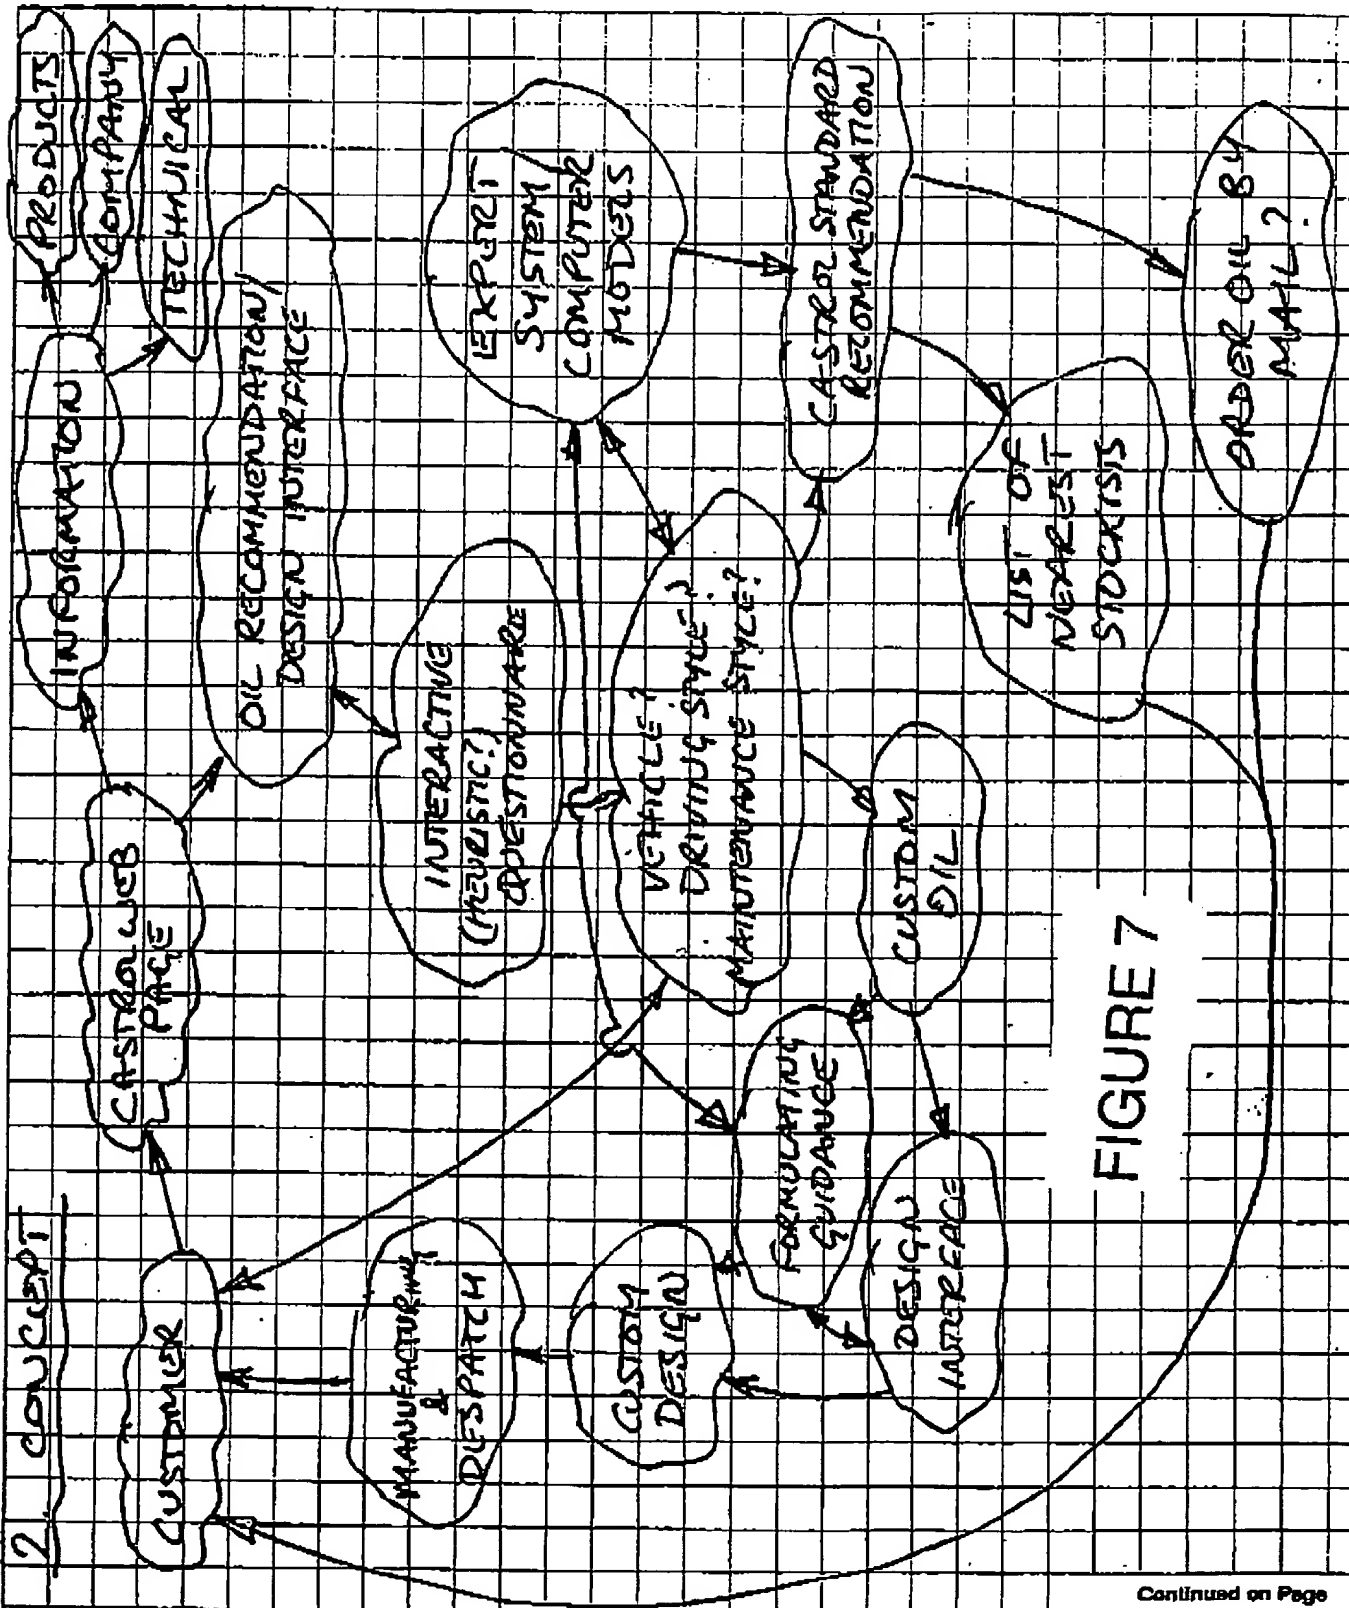 2. CONCEPT
CUSTOMER
CASTROL WEB
PAGE
INFORMATION
PRODUCTS
COMPANY
TECHNICAL
OIL RECOMMENDATION/
DESIGN INTERFACE
INTERACTIVE
(HEURISTIC?)
QUESTIONNAIRE
EXPERT
SYSTEM/
COMPUTER
MODELS
VEHICLE?
DRIVING STYLE?
MAINTENANCE STYLE?
MANUFACTURING
&
DESPATCH
CUSTOM
DESIGN
FORMULATING
GUIDANCE
DESIGN
INTERFACE
CUSTOM
OIL
CASTROL STANDARD
RECOMMENDATION
LIST OF
NEAREST
STOCKISTS
ORDER OIL BY
MAIL?
FIGURE 7
Continued on Page